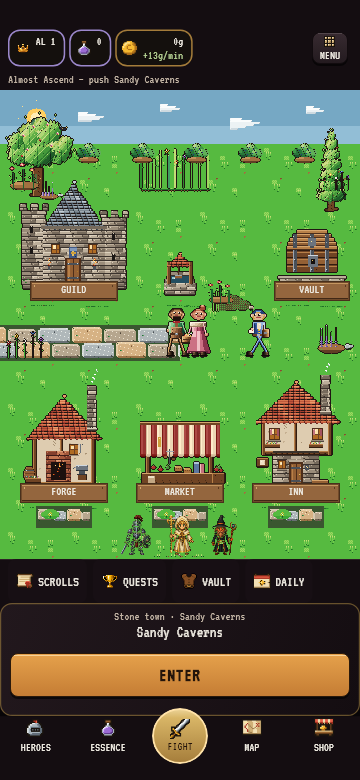 AL 1
0
0g
+13g/min
MENU
Almost Ascend - push Sandy Caverns
GUILD
VAULT
FORGE
MARKET
INN
SCROLLS
QUESTS
VAULT
DAILY
Stone town · Sandy Caverns
Sandy Caverns
ENTER
HEROES
ESSENCE
FIGHT
MAP
SHOP